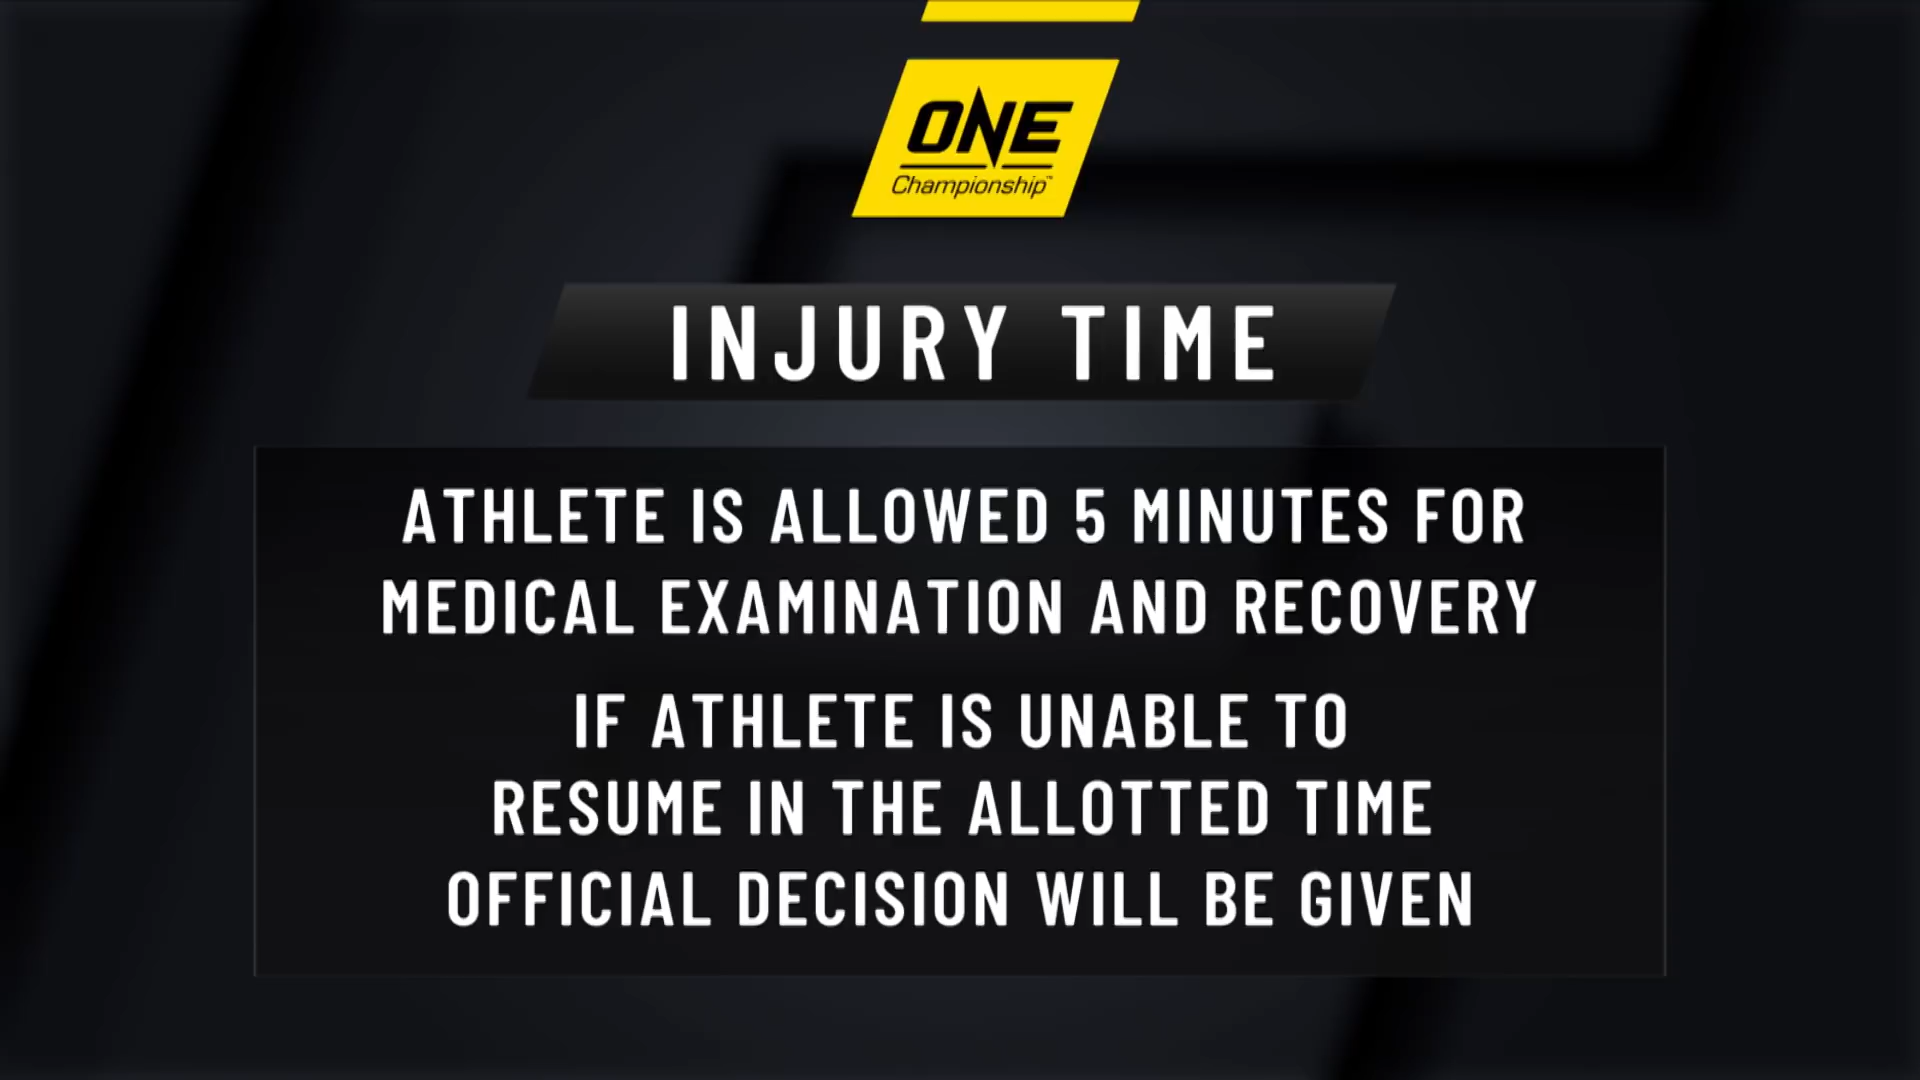 ONE
Championship™
INJURY TIME
ATHLETE IS ALLOWED 5 MINUTES FOR
MEDICAL EXAMINATION AND RECOVERY
IF ATHLETE IS UNABLE TO
RESUME IN THE ALLOTTED TIME
OFFICIAL DECISION WILL BE GIVEN